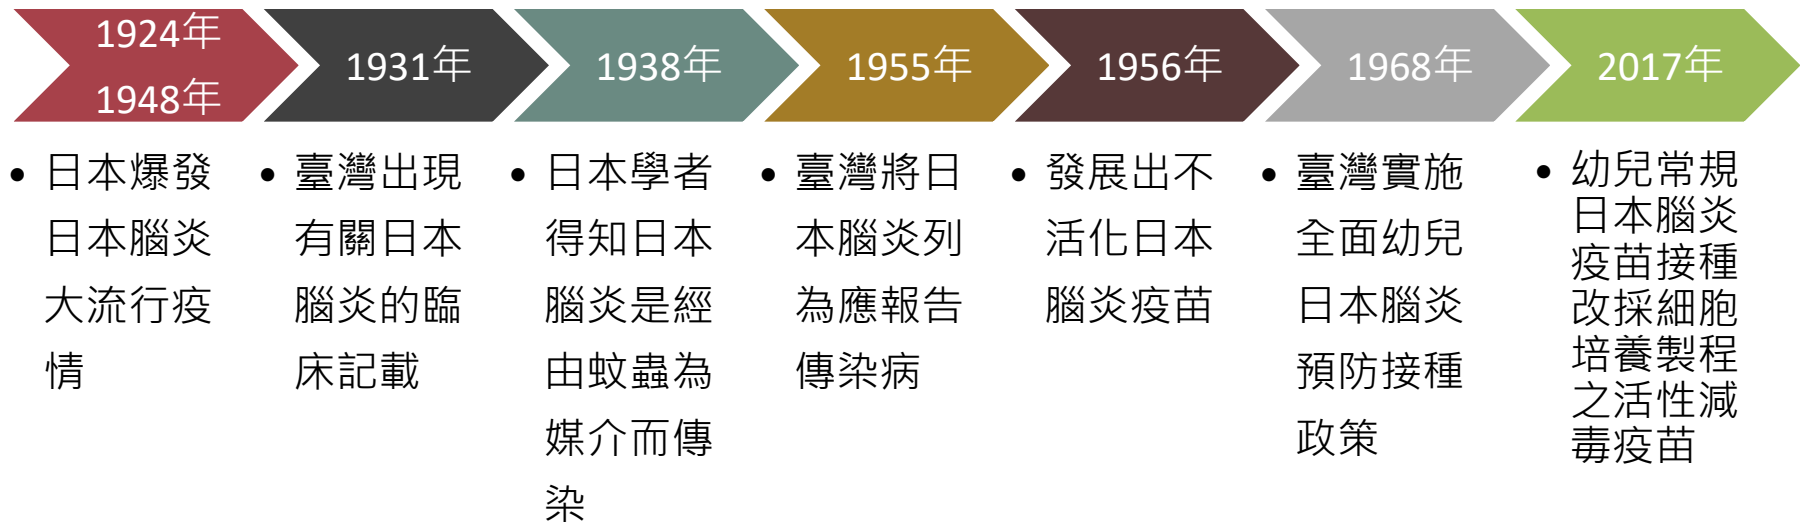 1924年
1948年
日本爆發
日本腦炎
大流行疫
情
1931年
臺灣出現
有關日本
腦炎的臨
床記載
1938年
日本學者
得知日本
腦炎是經
由蚊蟲為
媒介而傳
染
1955年
臺灣將日
本腦炎列
為應報告
傳染病
1956年
發展出不
活化日本
腦炎疫苗
1968年
臺灣實施
全面幼兒
日本腦炎
預防接種
政策
2017年
幼兒常規
日本腦炎
疫苗接種
改採細胞
培養製程
之活性減
毒疫苗